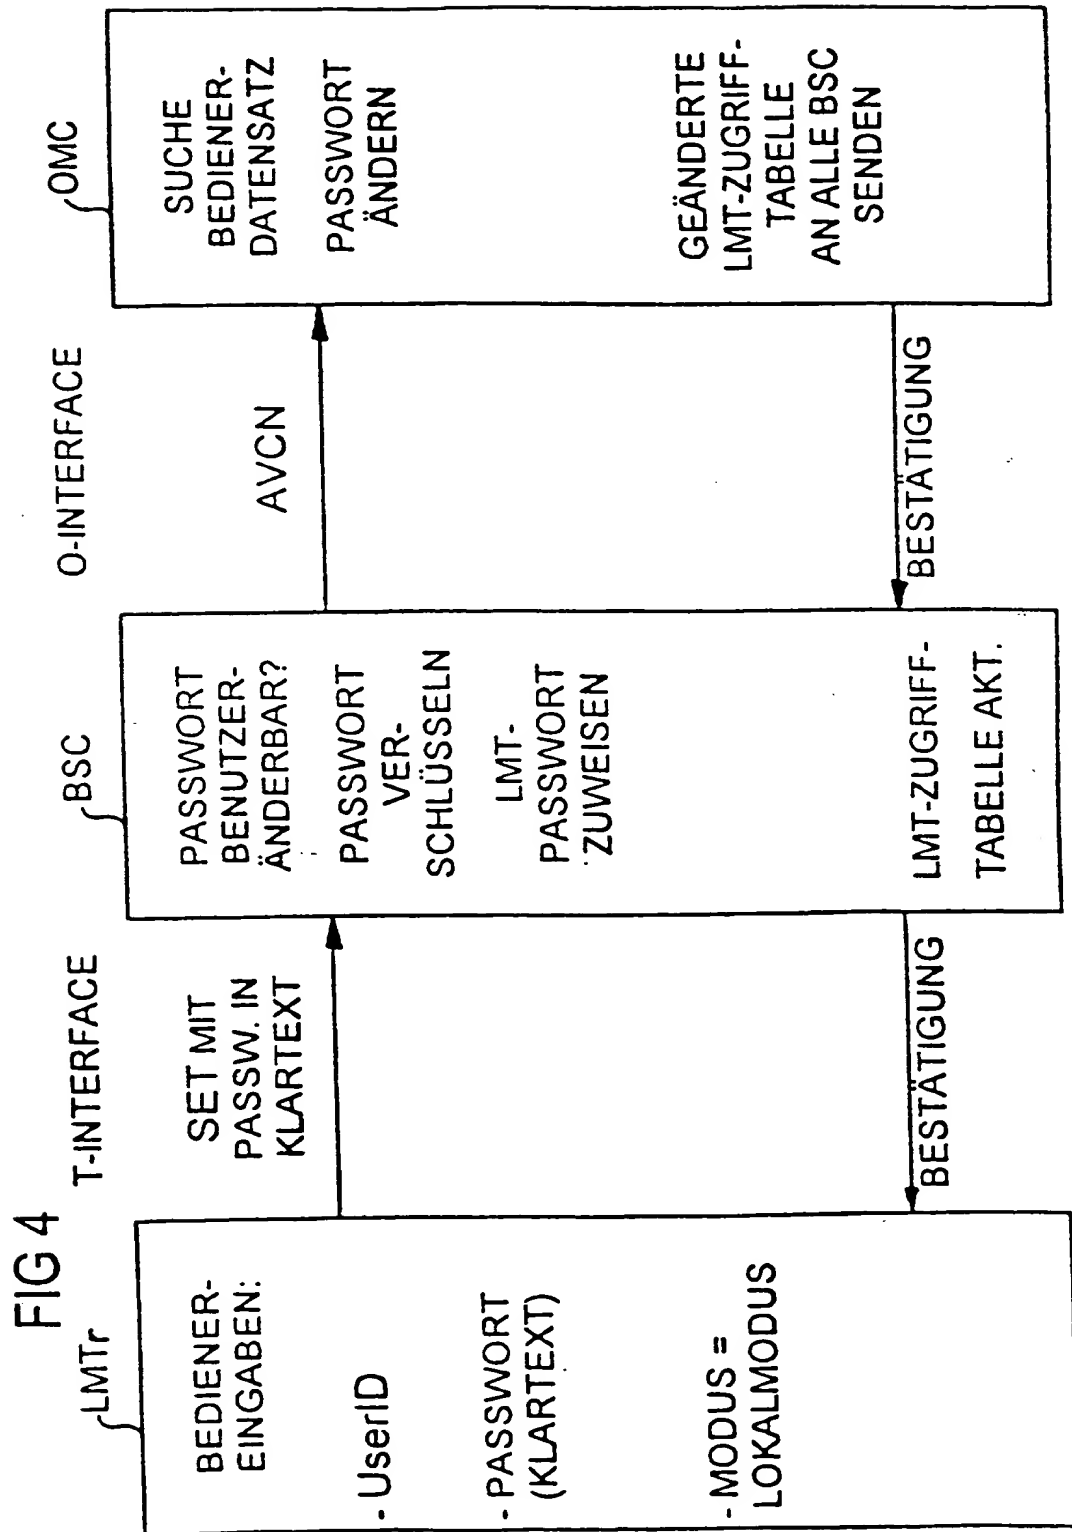 FIG 4
LMTr
BEDIENER-
EINGABEN:
- UserID
- PASSWORT
(KLARTEXT)
- MODUS =
LOKALMODUS
T-INTERFACE
SET MIT
PASSW. IN
KLARTEXT
BESTÄTIGUNG
BSC
PASSWORT
BENUTZER-
ÄNDERBAR?
PASSWORT
VER-
SCHLÜSSELN
LMT-
PASSWORT
ZUWEISEN
LMT-ZUGRIFF-
TABELLE AKT.
O-INTERFACE
AVCN
BESTÄTIGUNG
OMC
SUCHE
BEDIENER-
DATENSATZ
PASSWORT
ÄNDERN
GEÄNDERTE
LMT-ZUGRIFF-
TABELLE
AN ALLE BSC
SENDEN